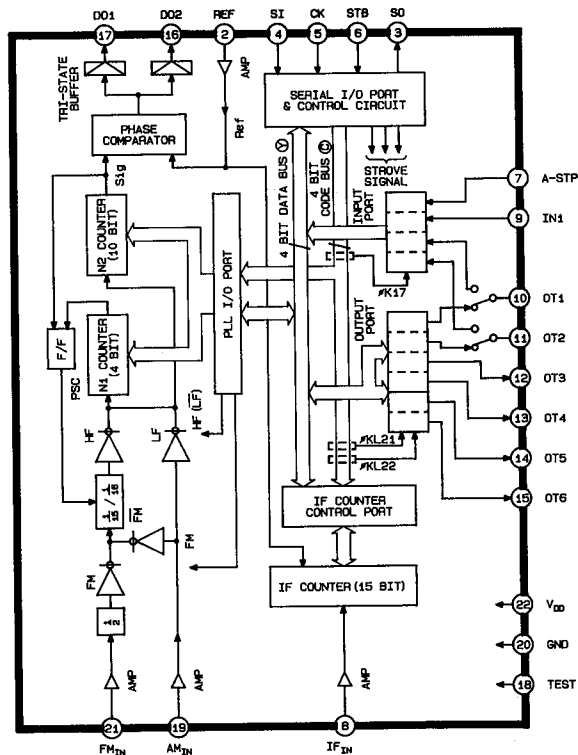 DO1 DO2 REF SI CK STB SO
17 16 2 4 5 6 3
AMP
TRI-STATE
BUFFER
SERIAL I/O PORT
& CONTROL CIRCUIT
PHASE
COMPARATOR
Ref
Sig
4 BIT DATA BUS Ⓨ
4 BIT
CODE BUS Ⓒ
STROVE
SIGNAL
INPUT
PORT
7 A-STP
9 IN1
N2 COUNTER
(10 BIT)
PLL I/O PORT
øK17
10 OT1
11 OT2
12 OT3
13 OT4
14 OT5
15 OT6
OUTPUT
PORT
F/F
PSC
N1 COUNTER
(4 BIT)
HF
LF
HF(LF)
øKL21
øKL22
1/15 / 1/16
FM
FM
FM
1/2
IF COUNTER
CONTROL PORT
IF COUNTER (15 BIT)
22 VDD
20 GND
18 TEST
AMP
AMP
AMP
21 19 8
FMIN AMIN IFIN